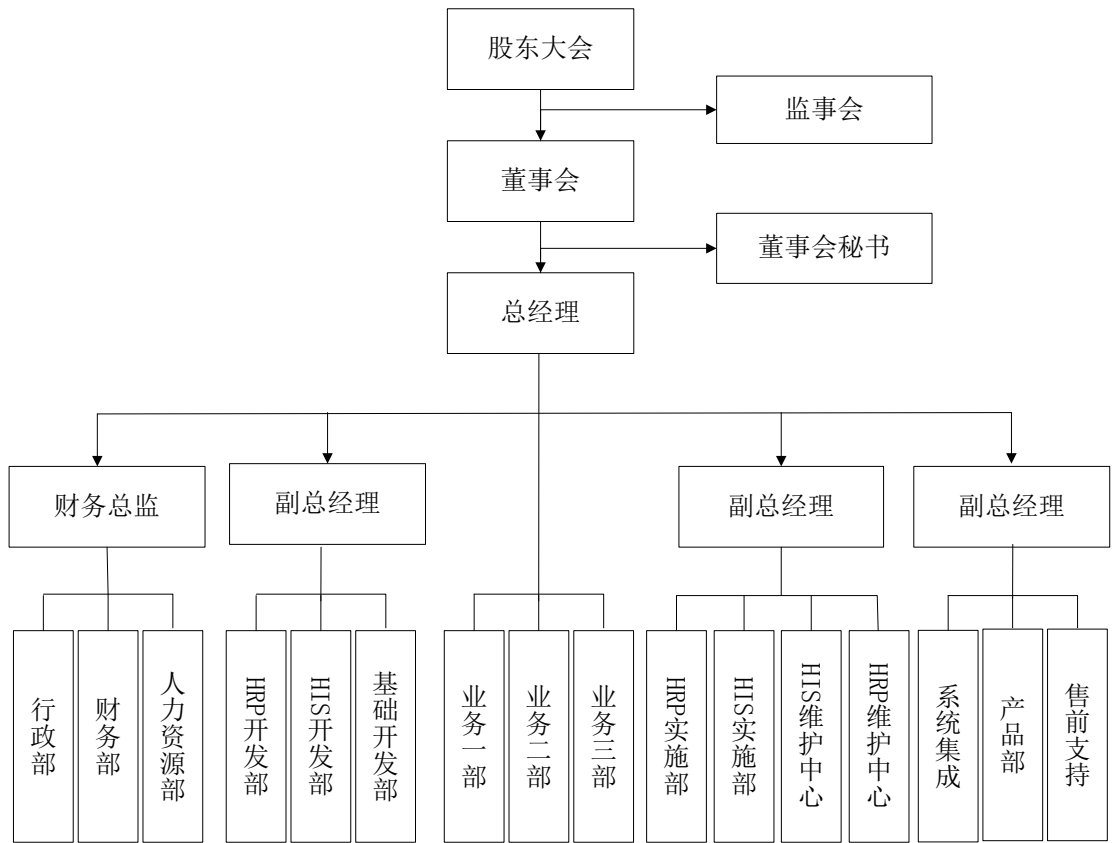 股东大会
监事会
董事会
董事会秘书
总经理
财务总监
副总经理
副总经理
副总经理
行政部
财务部
人力资源部
HRP开发部
HIS开发部
基础开发部
业务一部
业务二部
业务三部
HRP实施部
HIS实施部
HIS维护中心
HRP维护中心
系统集成
产品部
售前支持